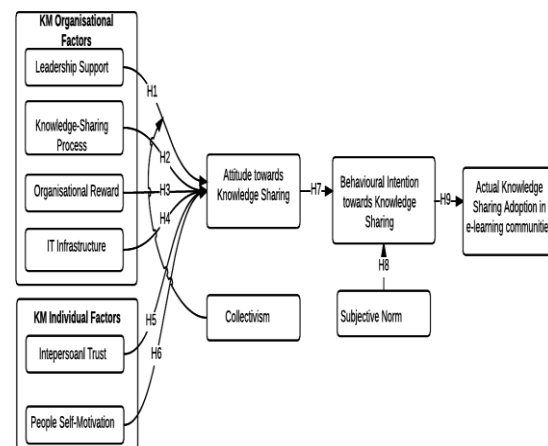 KM Organisational
Factors
Leadership Support
H1
Knowledge-Sharing
Process
H2
Organisational Reward
H3
H4
IT Infrastructure
Attitude towards
Knowledge Sharing
H7
Behavioural Intention
towards Knowledge
Sharing
H9
Actual Knowledge
Sharing Adoption in
e-learning communitie
H8
KM Individual Factors
H5
Intepersoanl Trust
H6
People Self-Motivation
Collectivism
Subjective Norm